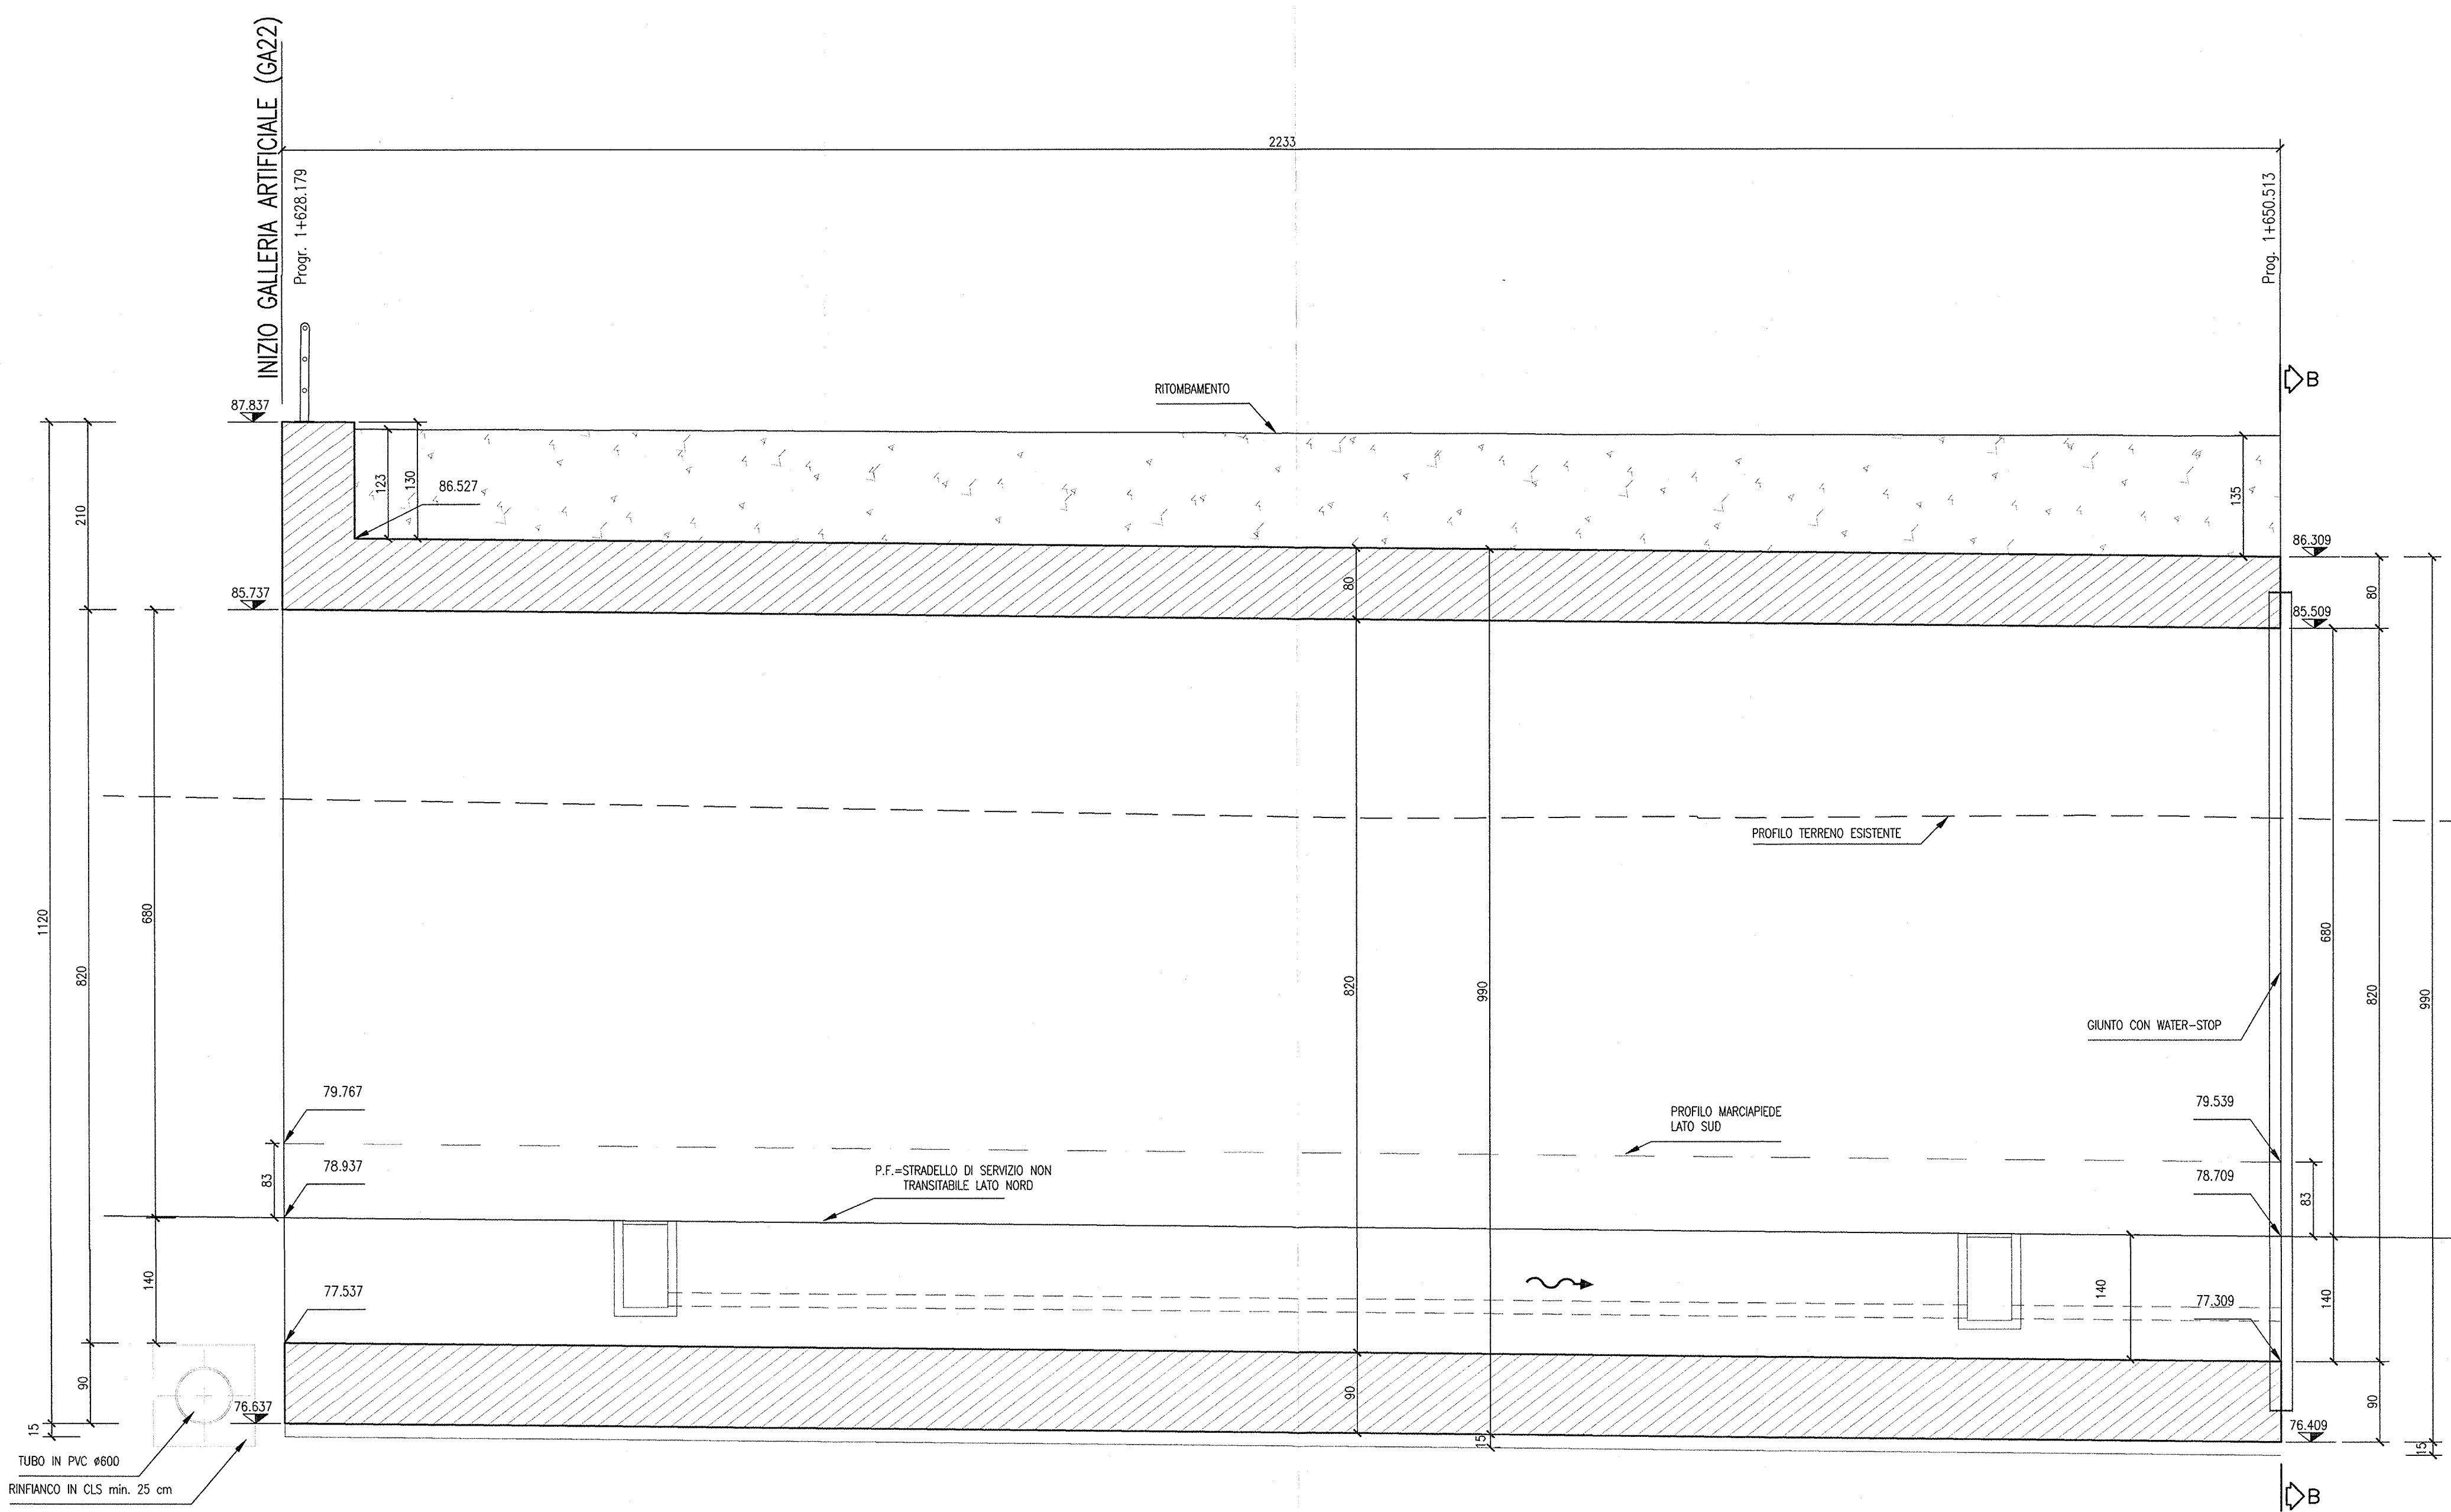 INIZIO GALLERIA ARTIFICIALE (GA22)
Progr. 1+628.179
2233
Prog. 1+650.513
B
RITOMBAMENTO
87.837
123
130
86.527
135
210
86.309
80
80
85.737
85.509
PROFILO TERRENO ESISTENTE
1120
680
820
820
990
680
820
990
GIUNTO CON WATER-STOP
79.767
79.539
PROFILO MARCIAPIEDE
LATO SUD
83
78.937
P.F.=STRADELLO DI SERVIZIO NON
TRANSITABILE LATO NORD
78.709
83
140
77.537
140
77.309
140
90
76.637
90
90
76.409
15
15
15
TUBO IN PVC ø600
RINFIANCO IN CLS min. 25 cm
B